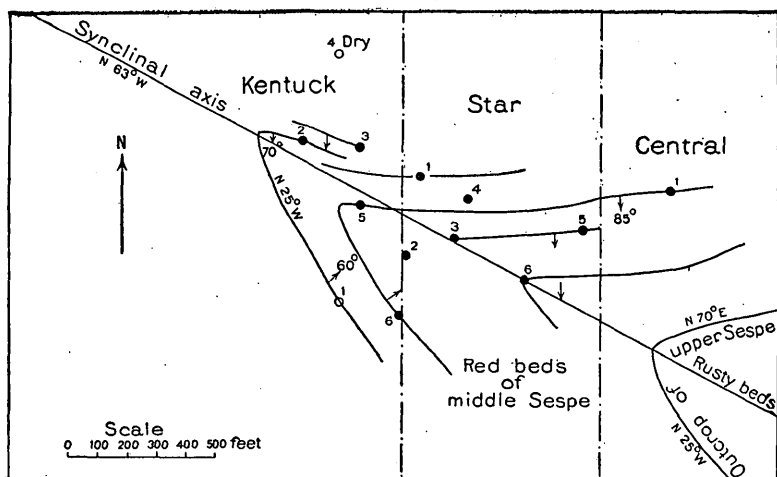 4 Dry
Synclinal axis
N 63°W
Kentuck
Star
Central
N
2
3
70°
1
4
1
N 25°W
5
3
5
85°
2
60°
6
1
6
N 70°E
upper Sespe
Rusty beds
Outcrop of
N 25°W
Red beds
of
middle Sespe
Scale
0 100 200 300 400 500 feet